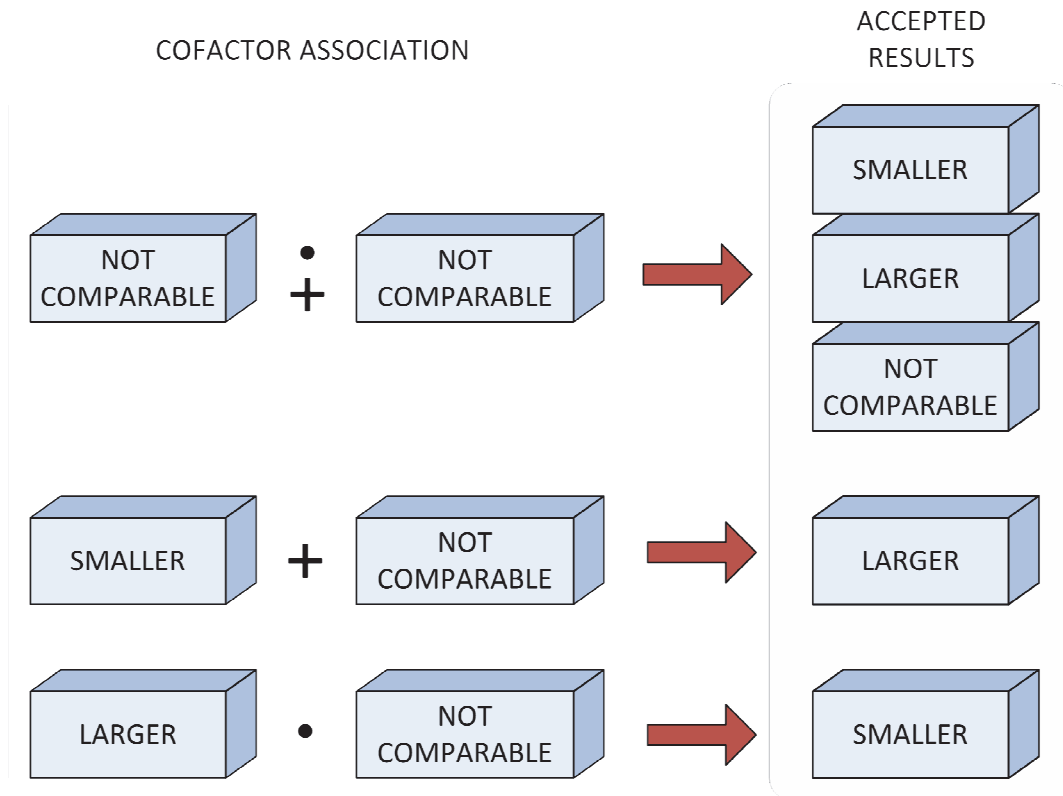 COFACTOR ASSOCIATION
ACCEPTED
RESULTS
SMALLER
NOT
COMPARABLE
•
+
NOT
COMPARABLE
LARGER
NOT
COMPARABLE
SMALLER
+
NOT
COMPARABLE
LARGER
LARGER
•
NOT
COMPARABLE
SMALLER